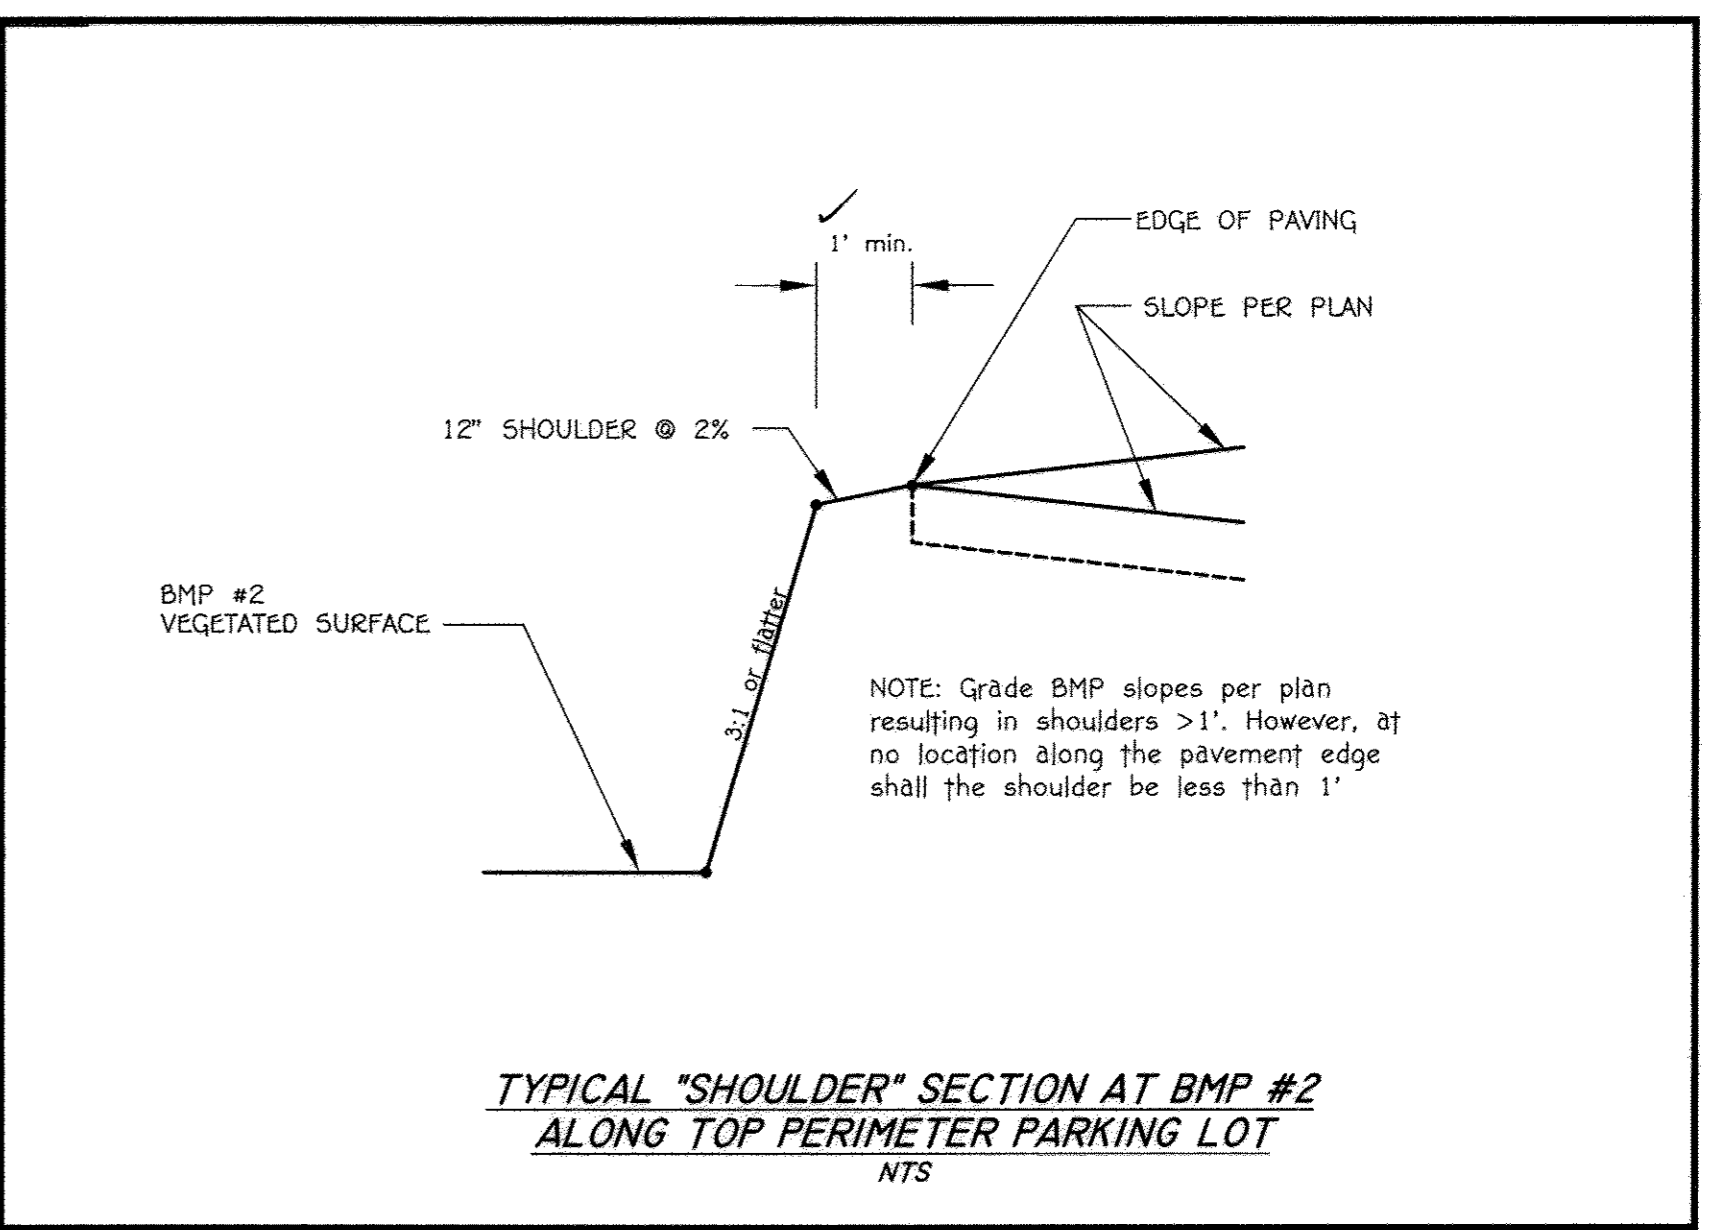 1' min.
EDGE OF PAVING
SLOPE PER PLAN
12" SHOULDER @ 2%
BMP #2
VEGETATED SURFACE
3:1 or flatter
NOTE: Grade BMP slopes per plan
resulting in shoulders >1'. However, at
no location along the pavement edge
shall the shoulder be less than 1'
TYPICAL "SHOULDER" SECTION AT BMP #2
ALONG TOP PERIMETER PARKING LOT
NTS